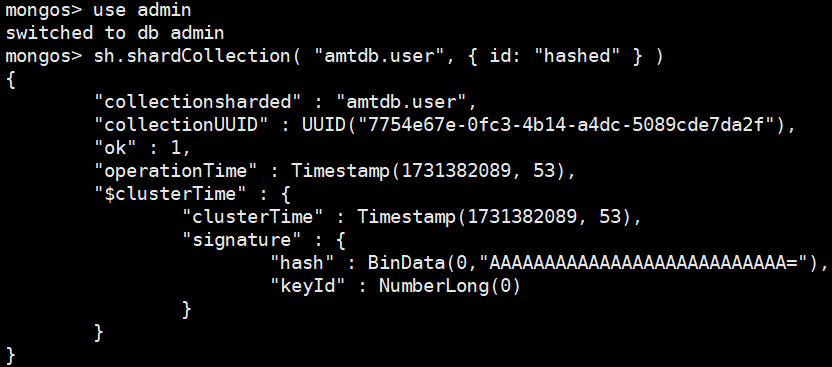 mongos> use admin
switched to db admin
mongos> sh.shardCollection( "amtdb.user", { id: "hashed" } )
{
        "collectionsharded" : "amtdb.user",
        "collectionUUID" : UUID("7754e67e-0fc3-4b14-a4dc-5089cde7da2f"),
        "ok" : 1,
        "operationTime" : Timestamp(1731382089, 53),
        "$clusterTime" : {
                "clusterTime" : Timestamp(1731382089, 53),
                "signature" : {
                        "hash" : BinData(0,"AAAAAAAAAAAAAAAAAAAAAAAAAAA="),
                        "keyId" : NumberLong(0)
                }
        }
}